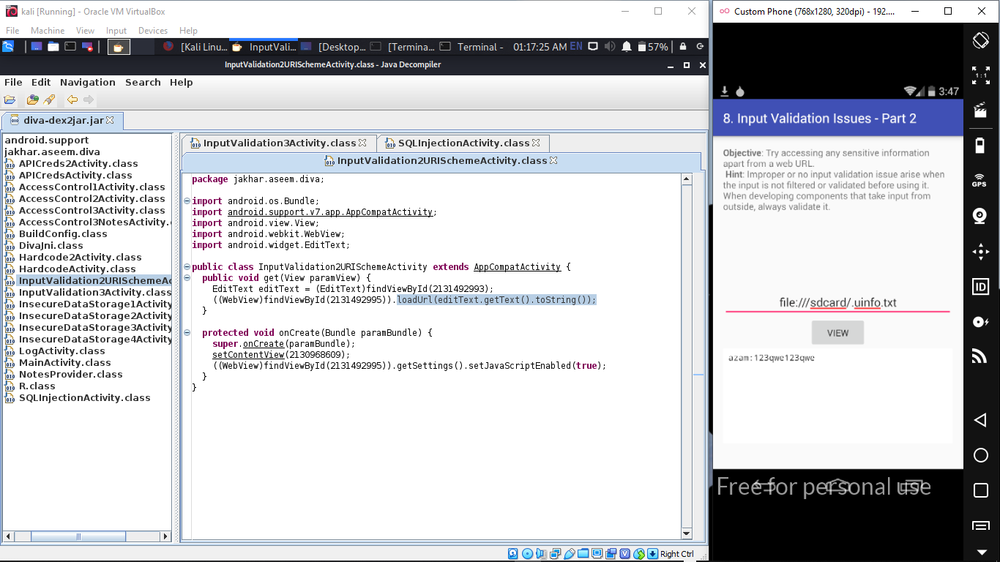 kali [Running] - Oracle VM VirtualBox
File Machine View Input Devices Help
[Kali Linu... InputVali... [Desktop... [Termina... Terminal - 01:17:25 AM EN 57%
InputValidation2URISchemeActivity.class - Java Decompiler
File Edit Navigation Search Help
diva-dex2jar.jar
android.support
jakhar.aseem.diva
APICreds2Activity.class
APICredsActivity.class
AccessControl1Activity.class
AccessControl2Activity.class
AccessControl3Activity.class
AccessControl3NotesActivity.
BuildConfig.class
DivaJni.class
Hardcode2Activity.class
HardcodeActivity.class
InputValidation2URISchemeAc
InputValidation3Activity.class
InsecureDataStorage1Activity
InsecureDataStorage2Activity
InsecureDataStorage3Activity
InsecureDataStorage4Activity
LogActivity.class
MainActivity.class
NotesProvider.class
R.class
SQLInjectionActivity.class
InputValidation3Activity.class SQLInjectionActivity.class
InputValidation2URISchemeActivity.class
package jakhar.aseem.diva;
import android.os.Bundle;
import android.support.v7.app.AppCompatActivity;
import android.view.View;
import android.webkit.WebView;
import android.widget.EditText;
public class InputValidation2URISchemeActivity extends AppCompatActivity {
public void get(View paramView) {
EditText editText = (EditText)findViewById(2131492993);
((WebView)findViewById(2131492995)).loadUrl(editText.getText().toString());
}
protected void onCreate(Bundle paramBundle) {
super.onCreate(paramBundle);
setContentView(2130968609);
((WebView)findViewById(2131492995)).getSettings().setJavaScriptEnabled(true);
}
}
Right Ctrl
Custom Phone (768x1280, 320dpi) - 192....
3:47
8. Input Validation Issues - Part 2
Objective: Try accessing any sensitive information
apart from a web URL.
Hint: Improper or no input validation issue arise when
the input is not filtered or validated before using it.
When developing components that take input from
outside, always validate it.
file:///sdcard/.uinfo.txt
VIEW
azam:123qwe123qwe
Free for personal use
1:1
GPS
ID